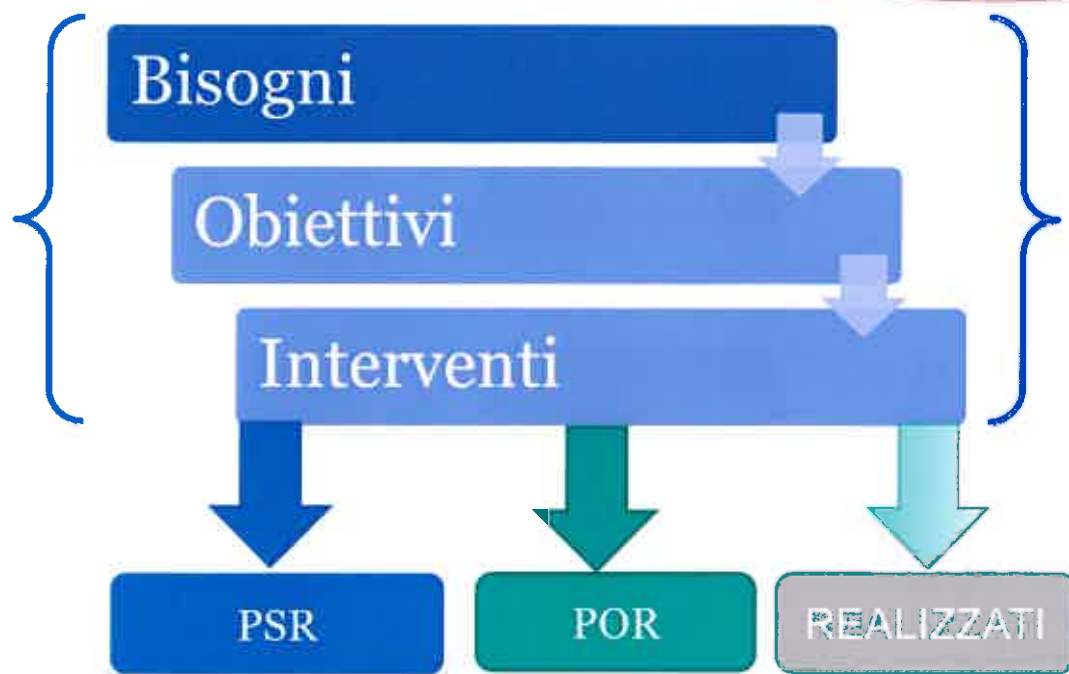 Bisogni
Obiettivi
Interventi
PSR
POR
REALIZZATI